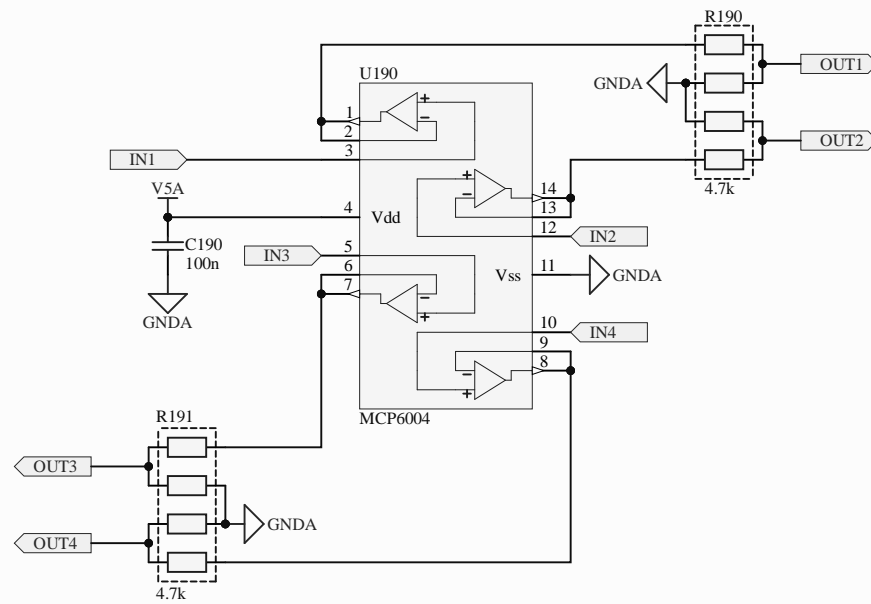 R190
U190
OUT1
GNDA
+
1
−
2
OUT2
IN1
3
4.7k
V5A
+
14
−
13
4
Vdd
12
IN2
C190
100n
IN3
5
6
Vss
11
GNDA
7
−
+
GNDA
10
IN4
9
−
8
+
MCP6004
R191
OUT3
GNDA
OUT4
4.7k